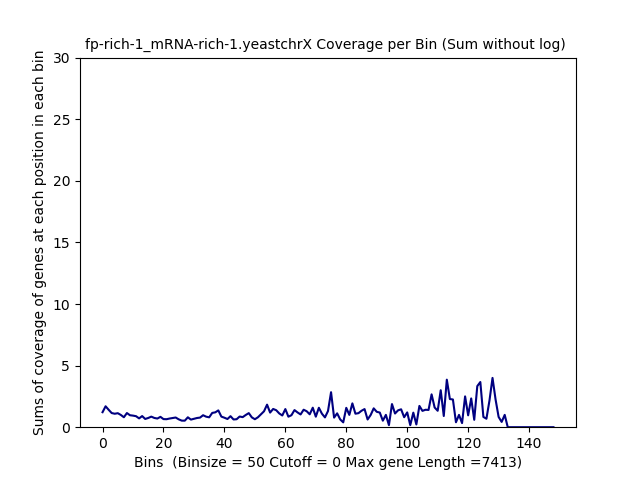 fp-rich-1_mRNA-rich-1.yeastchrX Coverage per Bin (Sum without log)
Sums of coverage of genes at each position in each bin
30
25
20
15
10
5
0
0 20 40 60 80 100 120 140
Bins  (Binsize = 50 Cutoff = 0 Max gene Length =7413)